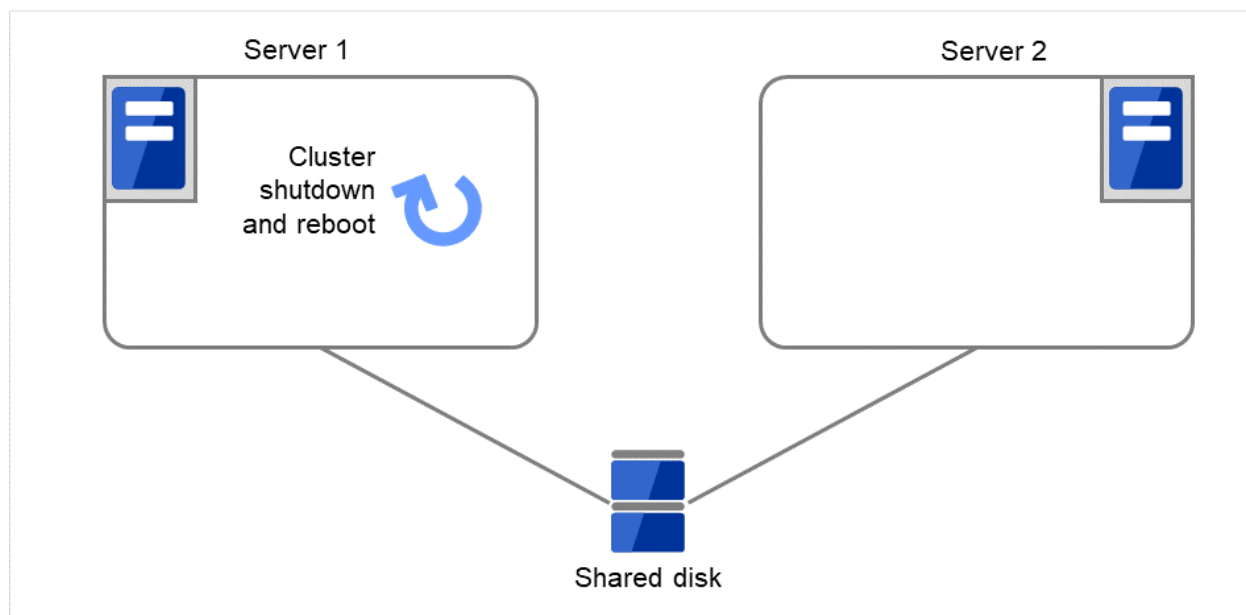 Server 1
Server 2
Cluster
shutdown
and reboot
Shared disk